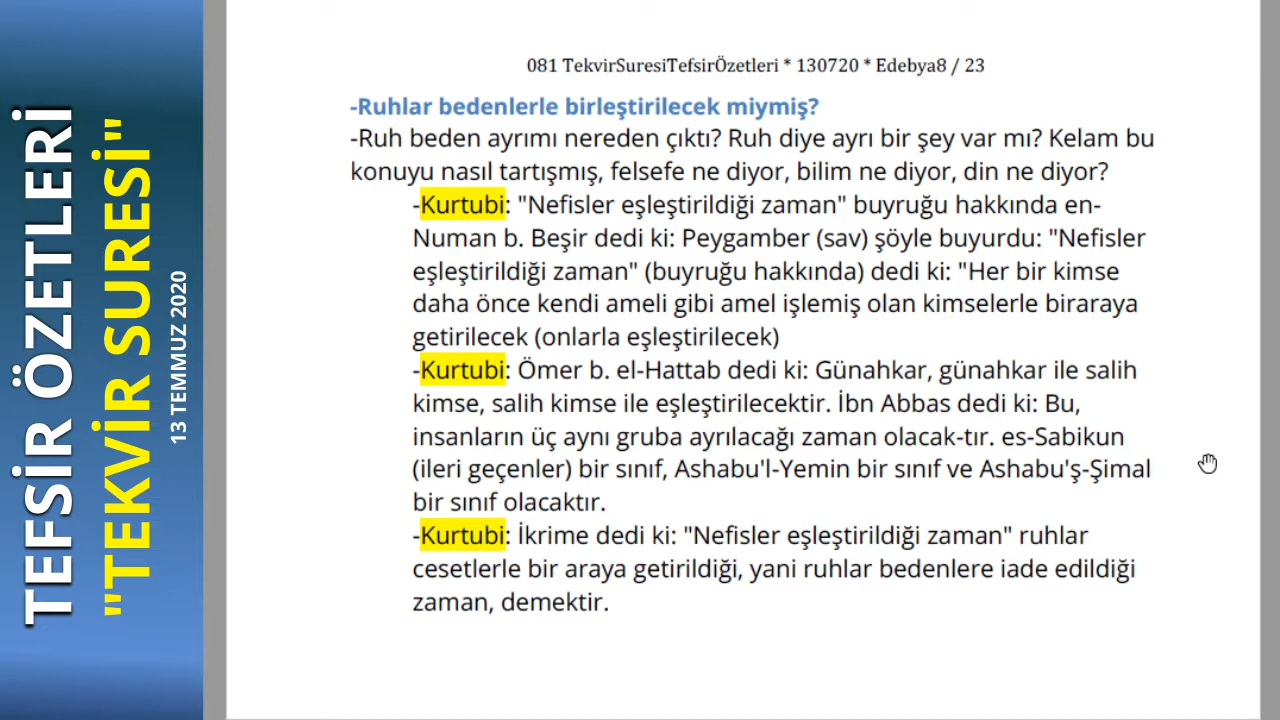 TEFSİR ÖZETLERİ
"TEKVİR SURESİ"
13 TEMMUZ 2020
081 TekvirSuresiTefsirÖzetleri * 130720 * Edebya8 / 23
-Ruhlar bedenlerle birleştirilecek miymiş?
-Ruh beden ayrımı nereden çıktı? Ruh diye ayrı bir şey var mı? Kelam bu
konuyu nasıl tartışmış, felsefe ne diyor, bilim ne diyor, din ne diyor?
-Kurtubi: "Nefisler eşleştirildiği zaman" buyruğu hakkında en-
Numan b. Beşir dedi ki: Peygamber (sav) şöyle buyurdu: "Nefisler
eşleştirildiği zaman" (buyruğu hakkında) dedi ki: "Her bir kimse
daha önce kendi ameli gibi amel işlemiş olan kimselerle biraraya
getirilecek (onlarla eşleştirilecek)
-Kurtubi: Ömer b. el-Hattab dedi ki: Günahkar, günahkar ile salih
kimse, salih kimse ile eşleştirilecektir. İbn Abbas dedi ki: Bu,
insanların üç aynı gruba ayrılacağı zaman olacak-tır. es-Sabikun
(ileri geçenler) bir sınıf, Ashabu'l-Yemin bir sınıf ve Ashabu'ş-Şimal
bir sınıf olacaktır.
-Kurtubi: İkrime dedi ki: "Nefisler eşleştirildiği zaman" ruhlar
cesetlerle bir araya getirildiği, yani ruhlar bedenlere iade edildiği
zaman, demektir.